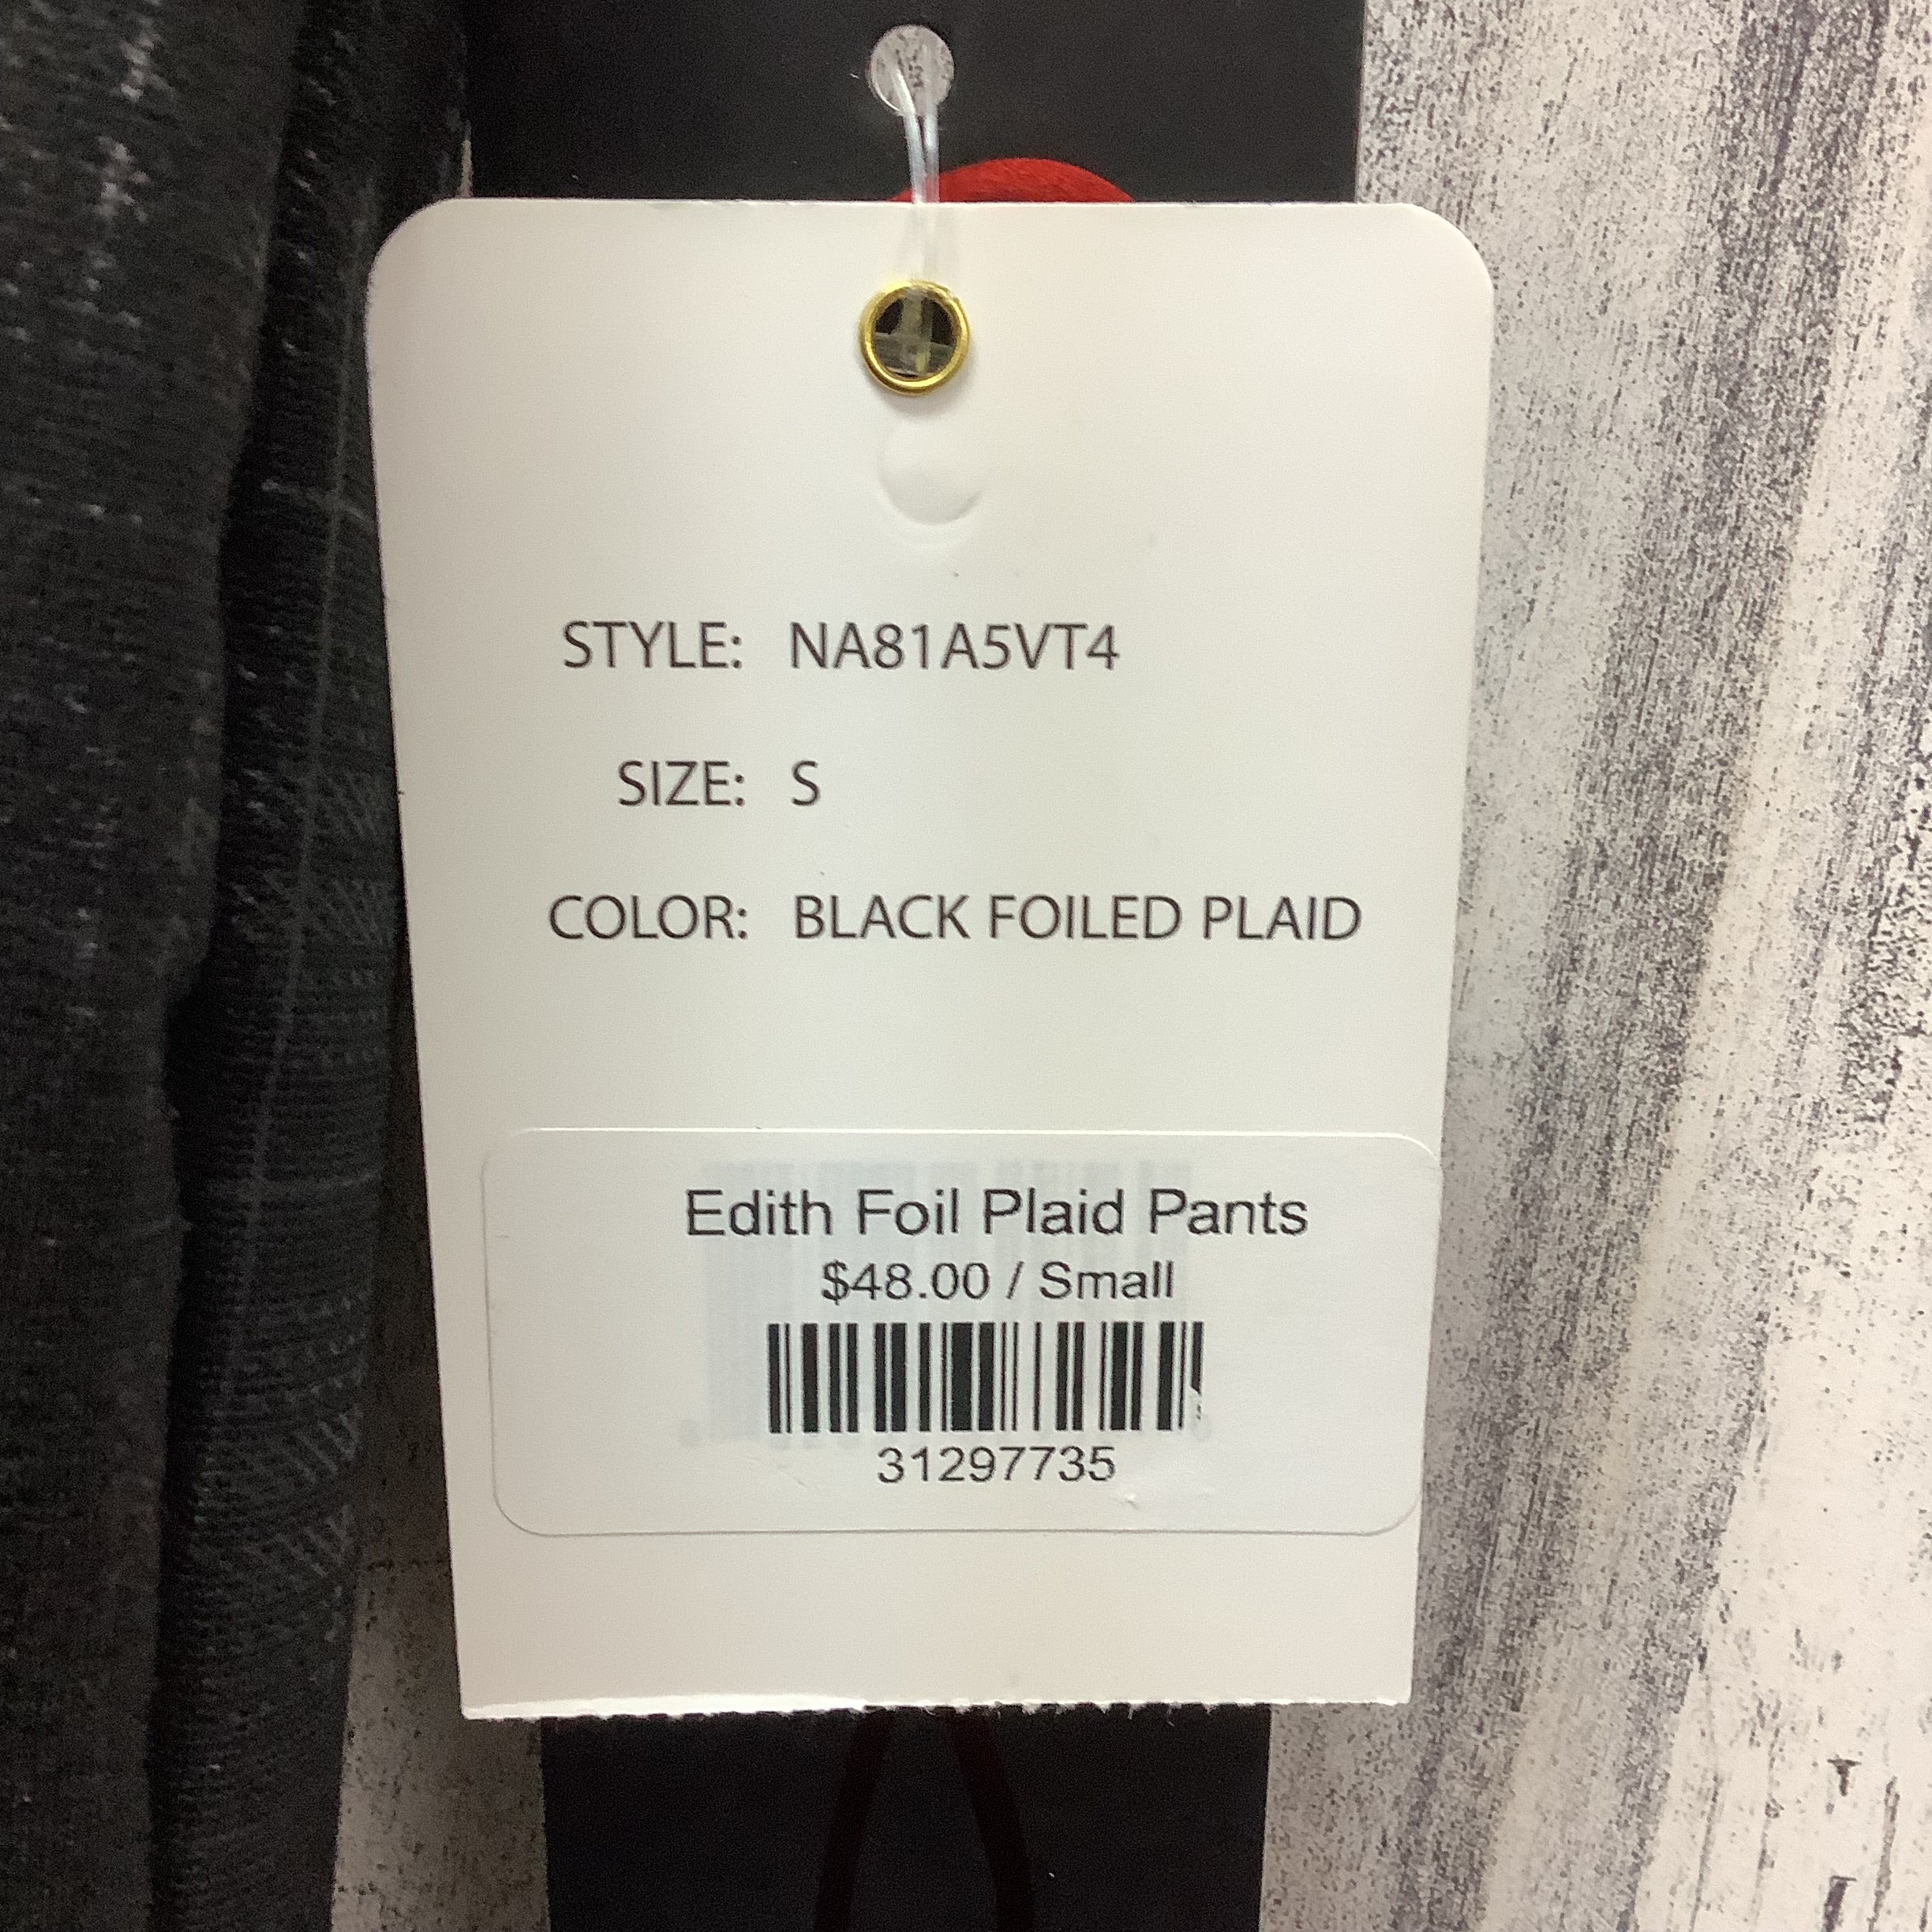 STYLE: NA81A5VT4
SIZE: S
COLOR: BLACK FOILED PLAID
Edith Foil Plaid Pants
$48.00 / Small
31297735